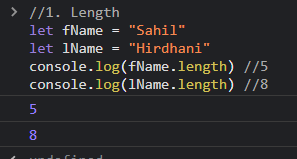 //1. Length
let fName = "Sahil"
let lName = "Hirdhani"
console.log(fName.length) //5
console.log(lName.length) //8
5
8
undefined